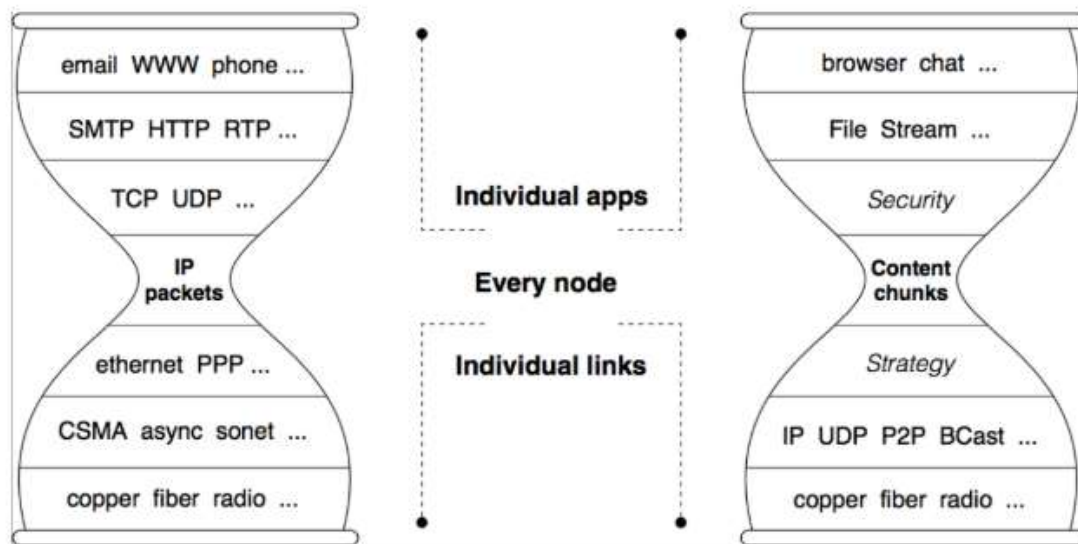 email WWW phone ...
SMTP HTTP RTP ...
TCP UDP ...
IP
packets
ethernet PPP ...
CSMA async sonet ...
copper fiber radio ...
Individual apps
Every node
Individual links
browser chat ...
File Stream ...
Security
Content
chunks
Strategy
IP UDP P2P BCast ...
copper fiber radio ...